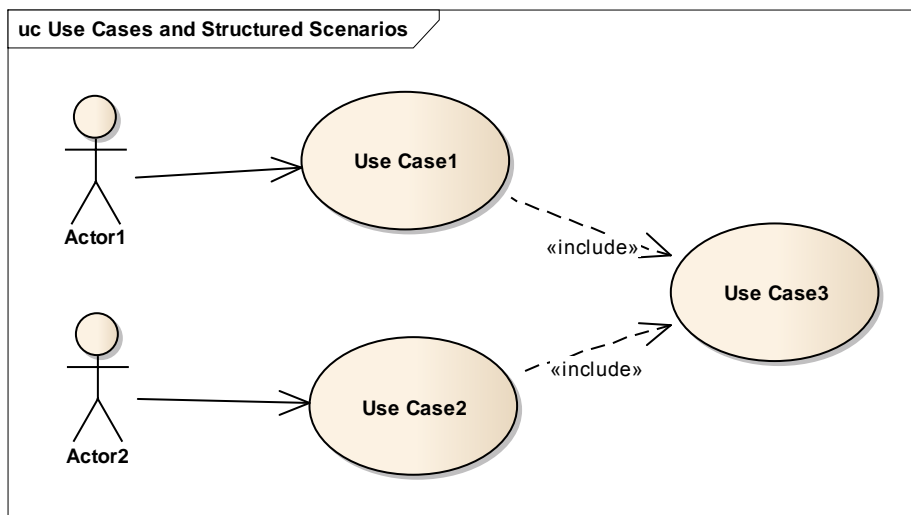 uc Use Cases and Structured Scenarios
Use Case1
Actor1
«include»
Use Case3
«include»
Use Case2
Actor2